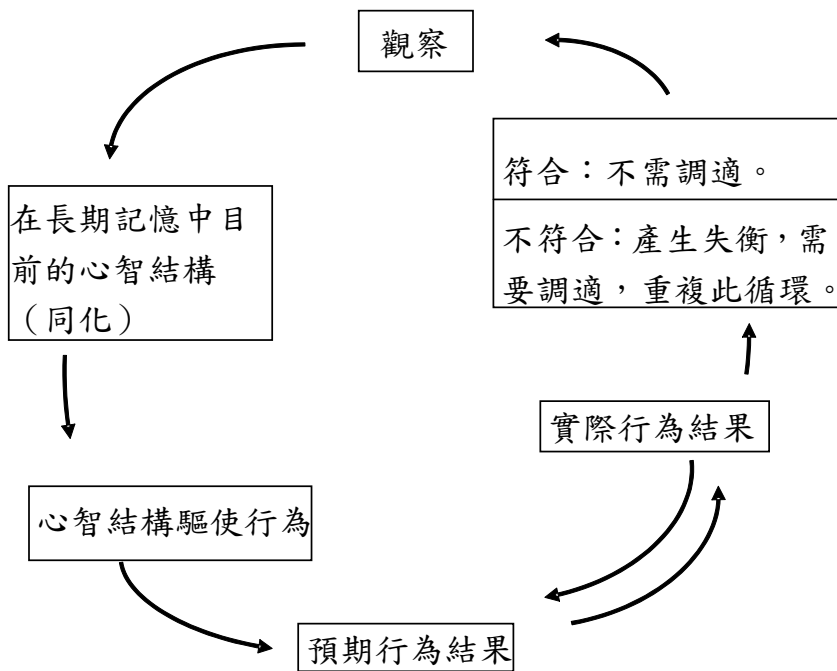 觀察
在長期記憶中目
前的心智結構
（同化）
心智結構驅使行為
預期行為結果
實際行為結果
符合：不需調適。
不符合：產生失衡，需
要調適，重複此循環。